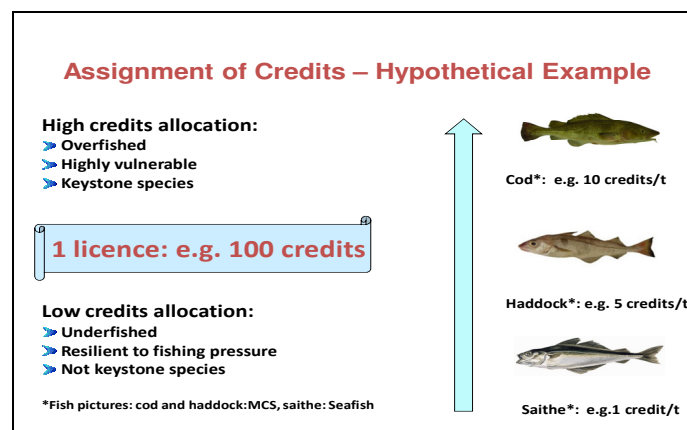 Assignment of Credits – Hypothetical Example
High credits allocation:
Overfished
Highly vulnerable
Keystone species
1 licence: e.g. 100 credits
Low credits allocation:
Underfished
Resilient to fishing pressure
Not keystone species
*Fish pictures: cod and haddock:MCS, saithe: Seafish
Cod*: e.g. 10 credits/t
Haddock*: e.g. 5 credits/t
Saithe*: e.g.1 credit/t